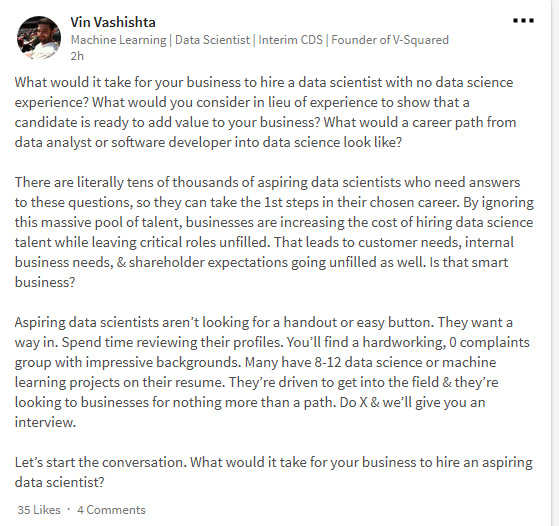 Vin Vashishta
Machine Learning | Data Scientist | Interim CDS | Founder of V-Squared
2h
What would it take for your business to hire a data scientist with no data science
experience? What would you consider in lieu of experience to show that a
candidate is ready to add value to your business? What would a career path from
data analyst or software developer into data science look like?
There are literally tens of thousands of aspiring data scientists who need answers
to these questions, so they can take the 1st steps in their chosen career. By ignoring
this massive pool of talent, businesses are increasing the cost of hiring data science
talent while leaving critical roles unfilled. That leads to customer needs, internal
business needs, & shareholder expectations going unfilled as well. Is that smart
business?
Aspiring data scientists aren’t looking for a handout or easy button. They want a
way in. Spend time reviewing their profiles. You’ll find a hardworking, 0 complaints
group with impressive backgrounds. Many have 8-12 data science or machine
learning projects on their resume. They’re driven to get into the field & they’re
looking to businesses for nothing more than a path. Do X & we’ll give you an
interview.
Let’s start the conversation. What would it take for your business to hire an aspiring
data scientist?
35 Likes · 4 Comments